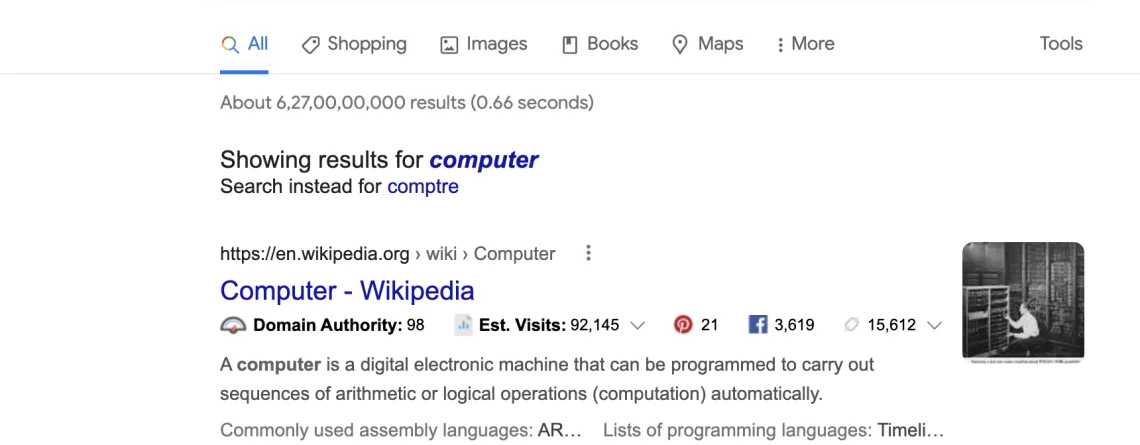 All Shopping Images Books Maps More Tools
About 6,27,00,00,000 results (0.66 seconds)
Showing results for computer
Search instead for comptre
https://en.wikipedia.org › wiki › Computer
Computer - Wikipedia
Domain Authority: 98 Est. Visits: 92,145 21 3,619 15,612
A computer is a digital electronic machine that can be programmed to carry out
sequences of arithmetic or logical operations (computation) automatically.
Commonly used assembly languages: AR... Lists of programming languages: Timeli...